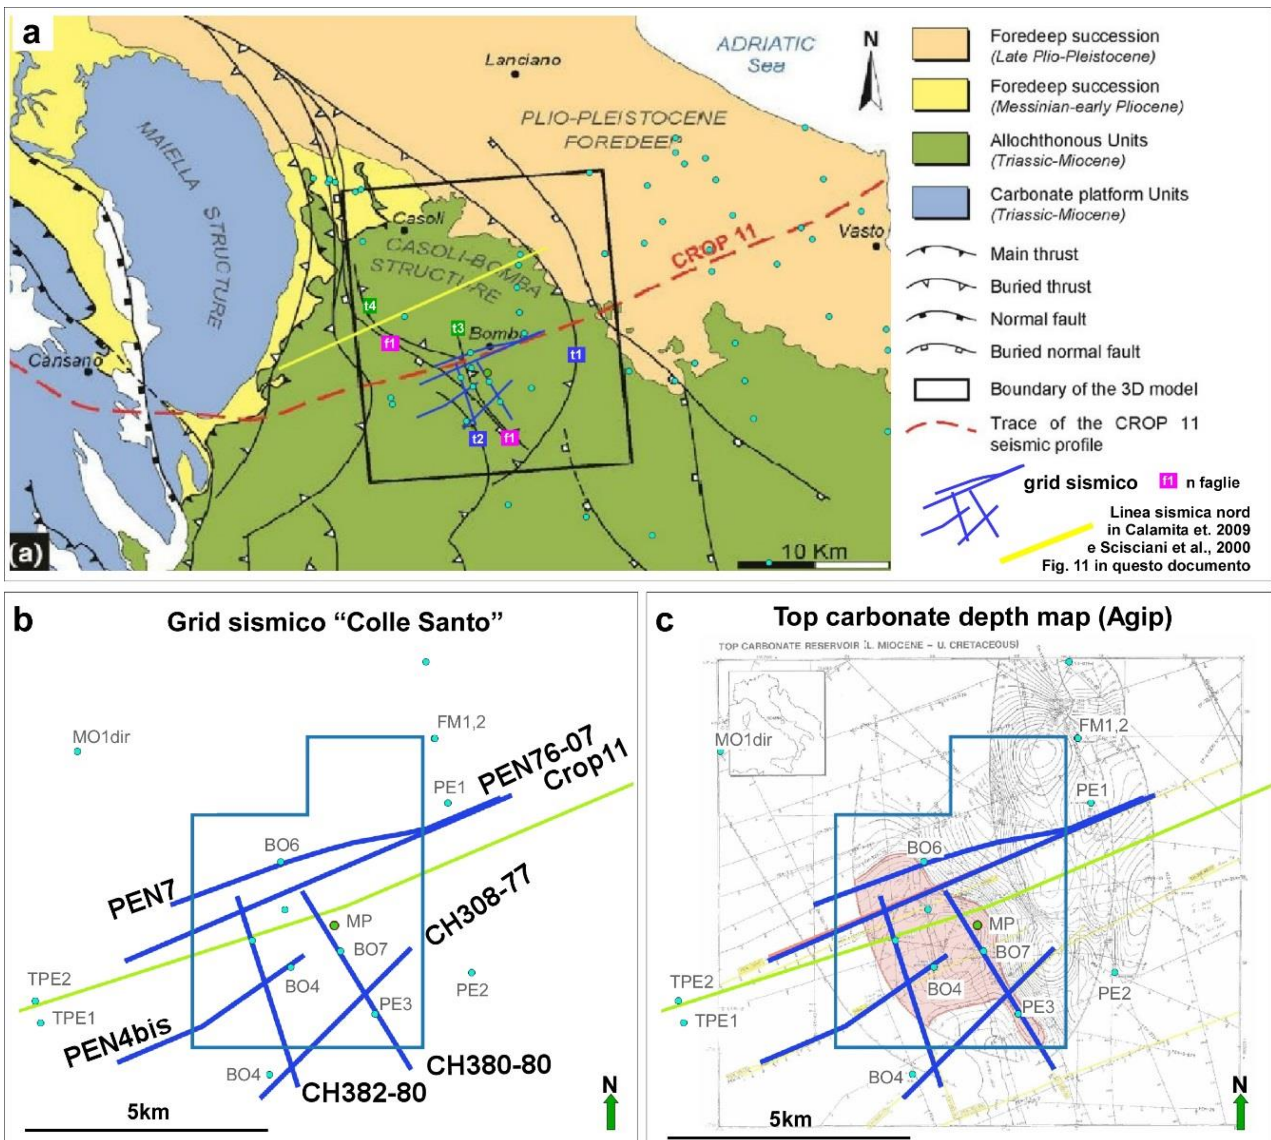 a
Lanciano
ADRIATIC
Sea
N
PLIO-PLEISTOCENE
FOREDEEP
MAIELLA
STRUCTURE
Casoli
CASOLI-BOMBA
STRUCTURE
CROP 11
Vasto
t4
t3
f1
Bomba
t1
Cansano
t2
f1
(a)
10 Km
Foredeep succession
(Late Plio-Pleistocene)
Foredeep succession
(Messinian-early Pliocene)
Allochthonous Units
(Triassic-Miocene)
Carbonate platform Units
(Triassic-Miocene)
Main thrust
Buried thrust
Normal fault
Buried normal fault
Boundary of the 3D model
Trace of the CROP 11
seismic profile
grid sismico
f1 n faglie
Linea sismica nord
in Calamita et. 2009
e Scisciani et al., 2000
Fig. 11 in questo documento
b
Grid sismico “Colle Santo”
MO1dir
FM1,2
PEN76-07
Crop11
PE1
BO6
PEN7
CH308-77
MP
BO7
TPE2
BO4
PE2
TPE1
PE3
PEN4bis
BO4
CH380-80
CH382-80
5km
N
c
Top carbonate depth map (Agip)
TOP CARBONATE RESERVOIR (L. MIOCENE – U. CRETACEOUS)
MO1dir
FM1,2
PE1
BO6
MP
BO7
TPE2
BO4
PE2
TPE1
PE3
BO4
5km
N